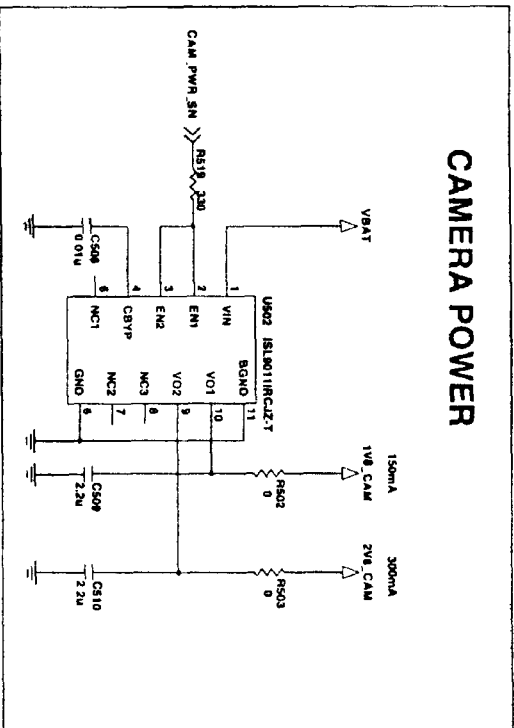 CAMERA POWER
CAM_PWR_SN
R519
330
VBAT
C508
0.01u
U502 ISL9011IRCJZ-T
1
VIN
2
EN1
3
EN2
4
CBYP
5
NC1
BGND
11
VO1
10
VO2
9
NC3
8
NC2
7
GND
6
150mA
1V8_CAM
R502
0
C509
2.2u
300mA
2V8_CAM
R503
0
C510
2.2u